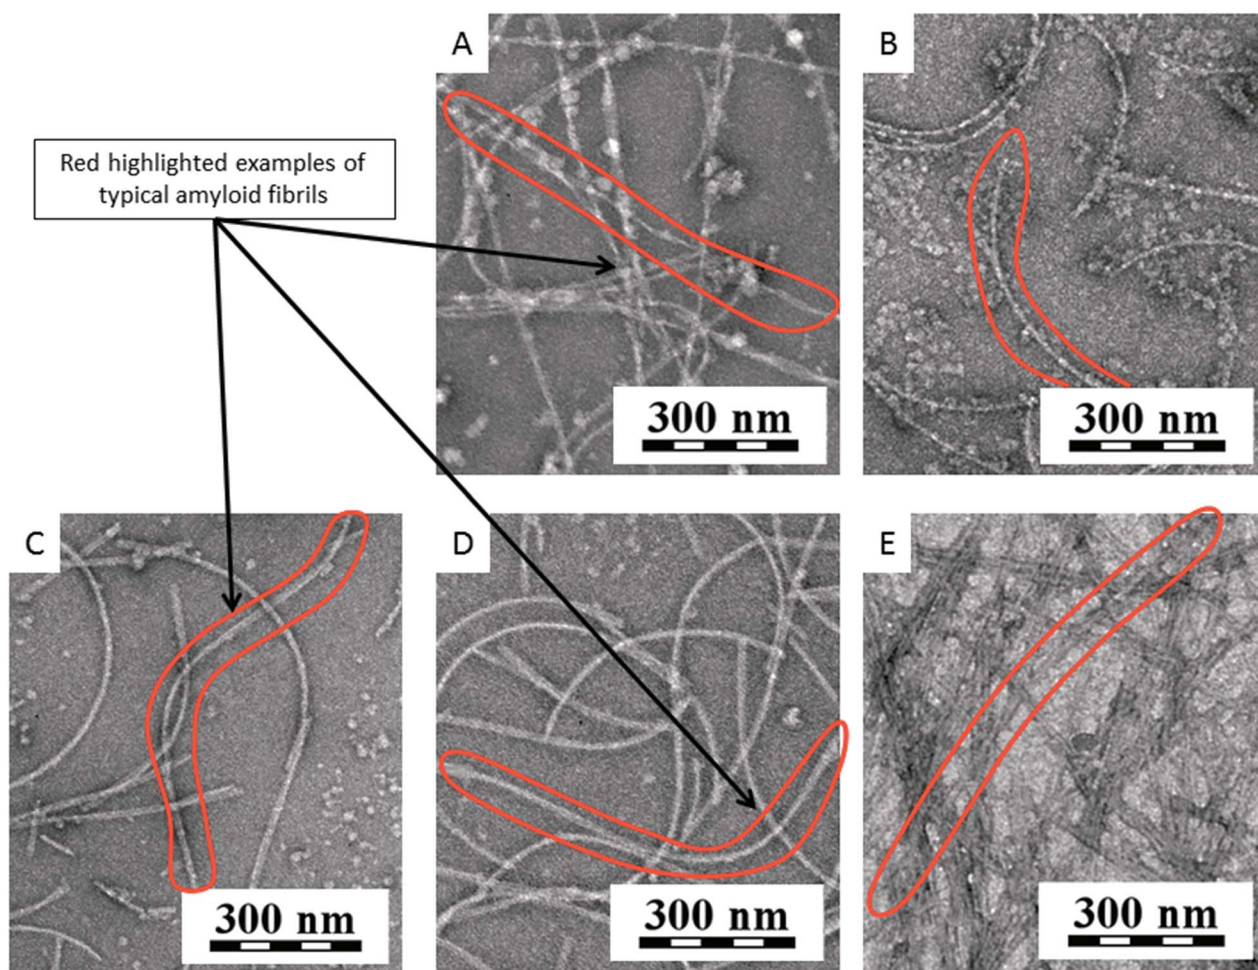 A
B
Red highlighted examples of
typical amyloid fibrils
300 nm
300 nm
C
D
E
300 nm
300 nm
300 nm